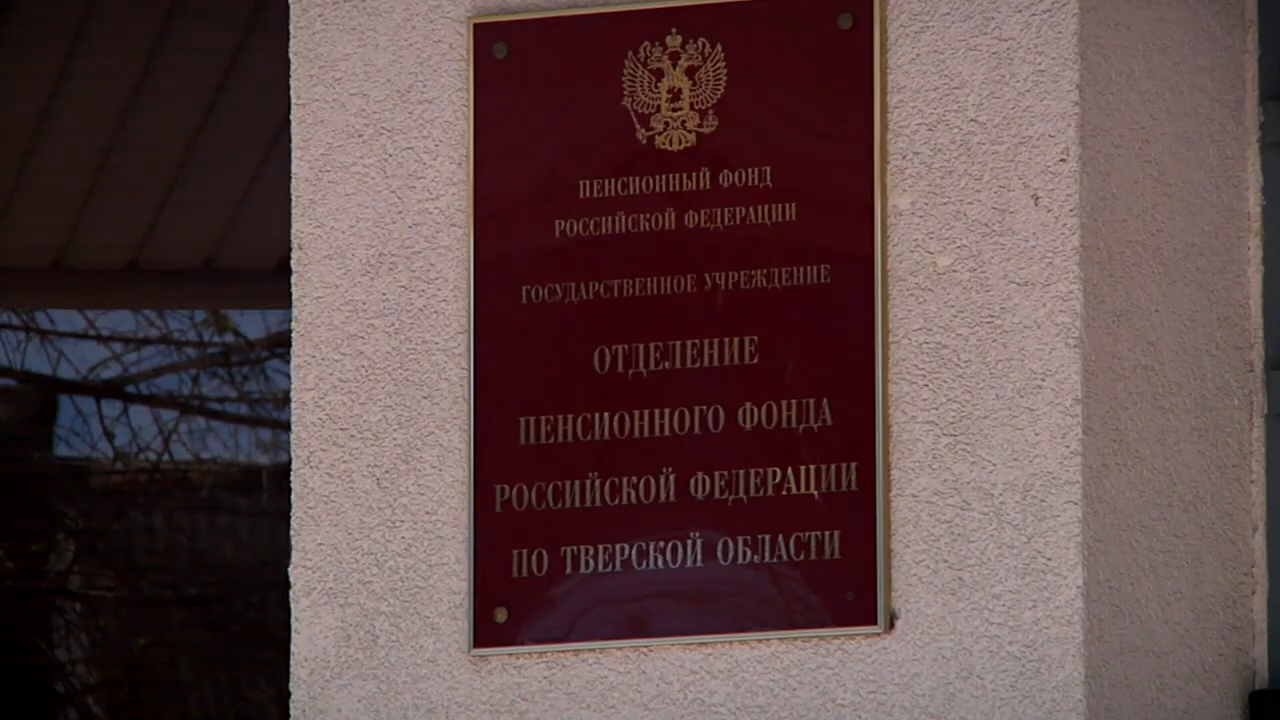 ПЕНСИОННЫЙ ФОНД
РОССИЙСКОЙ ФЕДЕРАЦИИ
ГОСУДАРСТВЕННОЕ УЧРЕЖДЕНИЕ
ОТДЕЛЕНИЕ
ПЕНСИОННОГО ФОНДА
РОССИЙСКОЙ ФЕДЕРАЦИИ
ПО ТВЕРСКОЙ ОБЛАСТИ